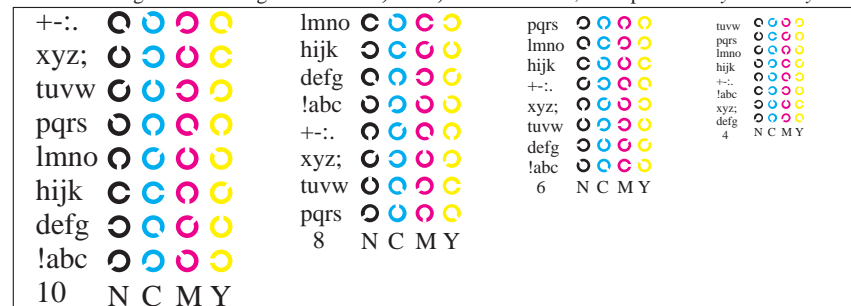 +-:.
xyz;
tuvw
pqrs
lmno
hijk
defg
!abc
10 N C M Y
lmno
hijk
defg
!abc
+-:.
xyz;
tuvw
pqrs
8 N C M Y
pqrs
lmno
hijk
+-:.
xyz;
tuvw
defg
!abc
6 N C M Y
tuvw
pqrs
lmno
hijk
+-:.
!abc
xyz;
defg
4 N C M Y